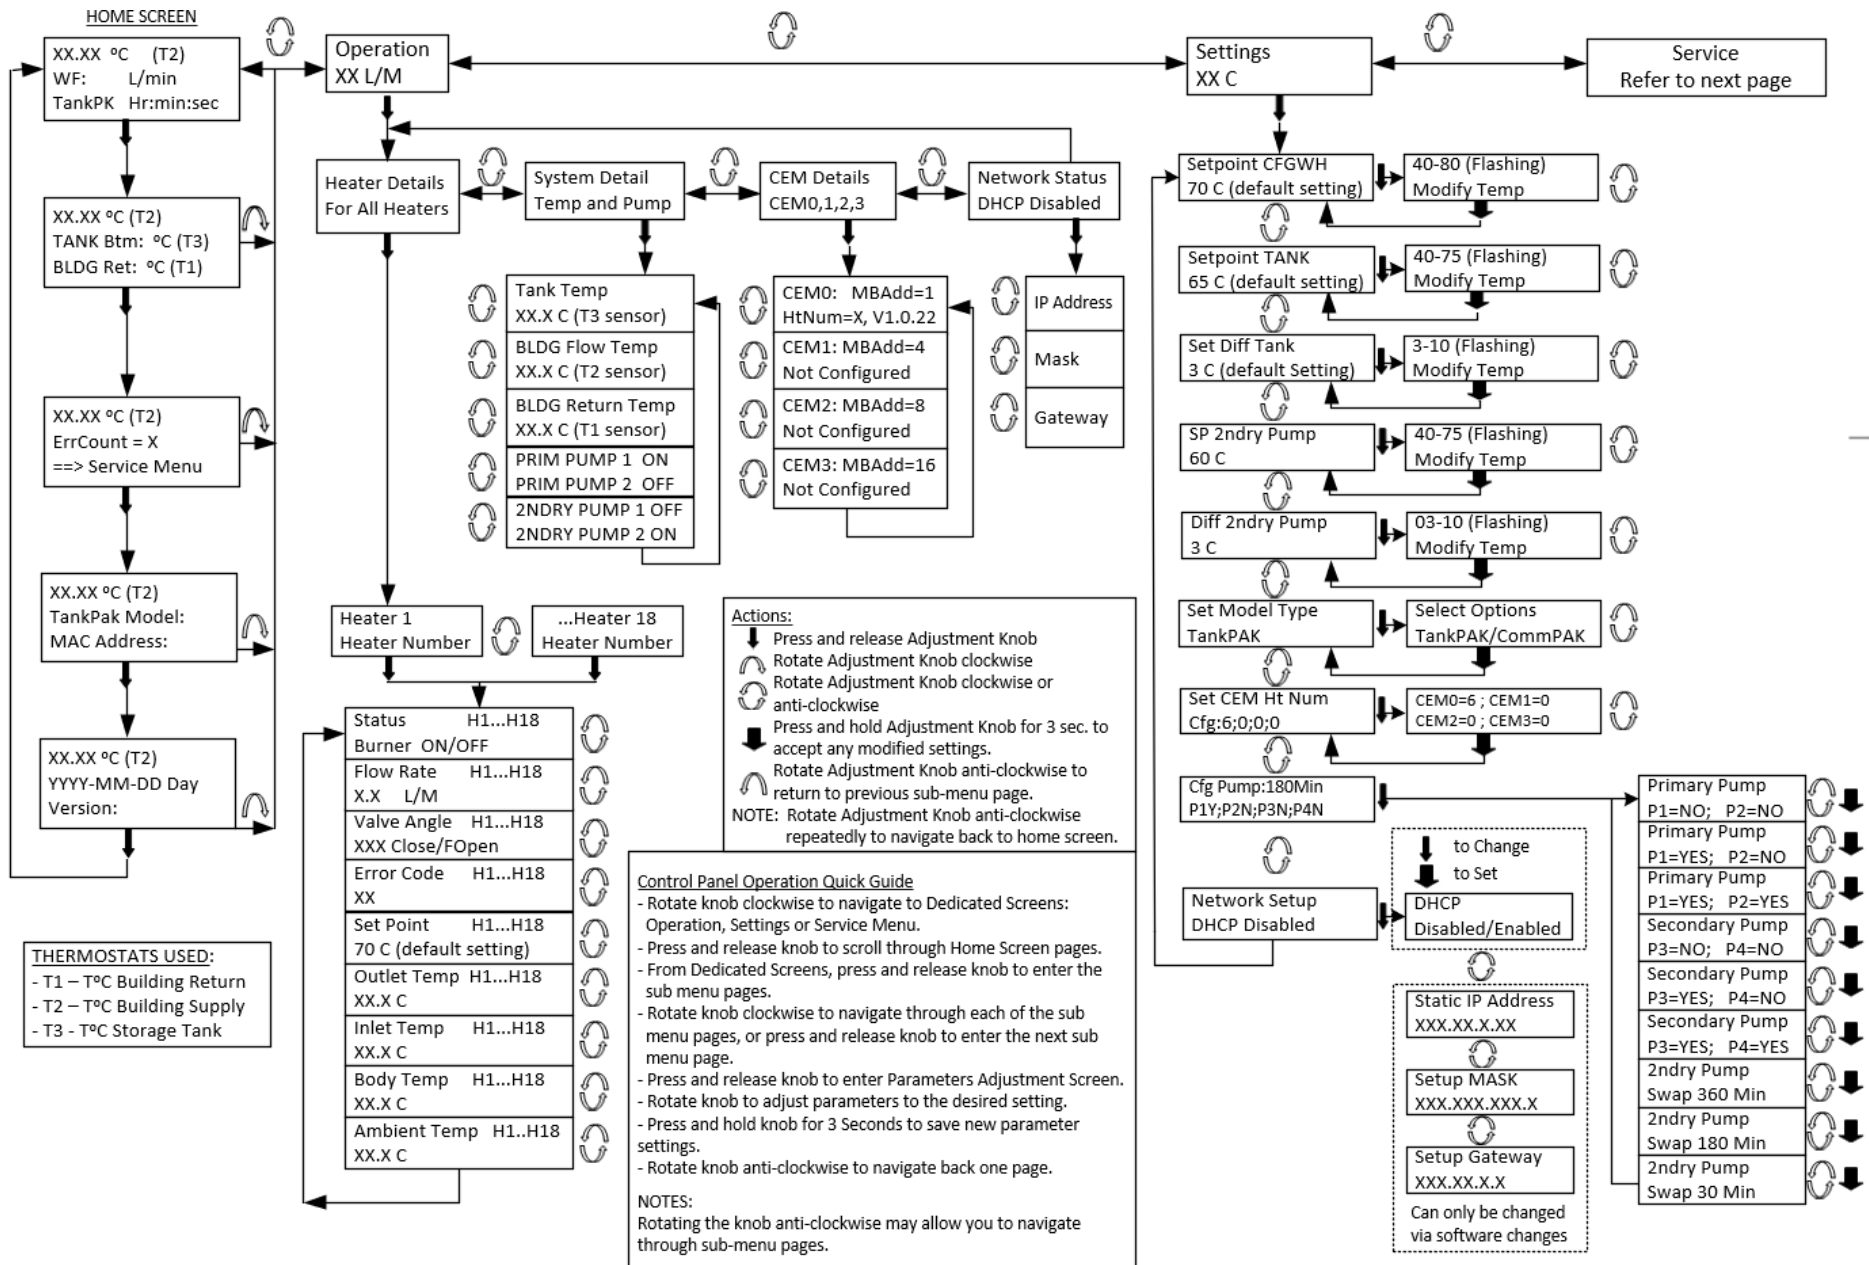 HOME SCREEN
XX.XX ºC (T2)
WF: L/min
TankPK Hr:min:sec
XX.XX ºC (T2)
TANK Btm: ºC (T3)
BLDG Ret: ºC (T1)
XX.XX ºC (T2)
ErrCount = X
==> Service Menu
XX.XX ºC (T2)
TankPak Model:
MAC Address:
XX.XX ºC (T2)
YYYY-MM-DD Day
Version:
THERMOSTATS USED:
- T1 – TºC Building Return
- T2 – TºC Building Supply
- T3 - TºC Storage Tank
Operation
XX L/M
Heater Details
For All Heaters
System Detail
Temp and Pump
CEM Details
CEM0,1,2,3
Network Status
DHCP Disabled
Tank Temp
XX.X C (T3 sensor)
BLDG Flow Temp
XX.X C (T2 sensor)
BLDG Return Temp
XX.X C (T1 sensor)
PRIM PUMP 1 ON
PRIM PUMP 2 OFF
2NDRY PUMP 1 OFF
2NDRY PUMP 2 ON
CEM0: MBAdd=1
HtNum=X, V1.0.22
CEM1: MBAdd=4
Not Configured
CEM2: MBAdd=8
Not Configured
CEM3: MBAdd=16
Not Configured
IP Address
Mask
Gateway
Heater 1
Heater Number
...Heater 18
Heater Number
Status H1...H18
Burner ON/OFF
Flow Rate H1...H18
X.X L/M
Valve Angle H1...H18
XXX Close/FOpen
Error Code H1...H18
XX
Set Point H1...H18
70 C (default setting)
Outlet Temp H1...H18
XX.X C
Inlet Temp H1...H18
XX.X C
Body Temp H1...H18
XX.X C
Ambient Temp H1..H18
XX.X C
Actions:
Press and release Adjustment Knob
Rotate Adjustment Knob clockwise
Rotate Adjustment Knob clockwise or
anti-clockwise
Press and hold Adjustment Knob for 3 sec. to
accept any modified settings.
Rotate Adjustment Knob anti-clockwise to
return to previous sub-menu page.
NOTE: Rotate Adjustment Knob anti-clockwise
repeatedly to navigate back to home screen.
Control Panel Operation Quick Guide
- Rotate knob clockwise to navigate to Dedicated Screens:
Operation, Settings or Service Menu.
- Press and release knob to scroll through Home Screen pages.
- From Dedicated Screens, press and release knob to enter the
sub menu pages.
- Rotate knob clockwise to navigate through each of the sub
menu pages, or press and release knob to enter the next sub
menu page.
- Press and release knob to enter Parameters Adjustment Screen.
- Rotate knob to adjust parameters to the desired setting.
- Press and hold knob for 3 Seconds to save new parameter
settings.
- Rotate knob anti-clockwise to navigate back one page.
NOTES:
Rotating the knob anti-clockwise may allow you to navigate
through sub-menu pages.
Settings
XX C
Service
Refer to next page
Setpoint CFGWH
70 C (default setting)
40-80 (Flashing)
Modify Temp
Setpoint TANK
65 C (default setting)
40-75 (Flashing)
Modify Temp
Set Diff Tank
3 C (default Setting)
3-10 (Flashing)
Modify Temp
SP 2ndry Pump
60 C
40-75 (Flashing)
Modify Temp
Diff 2ndry Pump
3 C
03-10 (Flashing)
Modify Temp
Set Model Type
TankPAK
Select Options
TankPAK/CommPAK
Set CEM Ht Num
Cfg:6;0;0;0
CEM0=6 ; CEM1=0
CEM2=0 ; CEM3=0
Cfg Pump:180Min
P1Y;P2N;P3N;P4N
Network Setup
DHCP Disabled
to Change
to Set
DHCP
Disabled/Enabled
Static IP Address
XXX.XX.X.XX
Setup MASK
XXX.XXX.XXX.X
Setup Gateway
XXX.XX.X.X
Can only be changed
via software changes
Primary Pump
P1=NO; P2=NO
Primary Pump
P1=YES; P2=NO
Primary Pump
P1=YES; P2=YES
Secondary Pump
P3=NO; P4=NO
Secondary Pump
P3=YES; P4=NO
Secondary Pump
P3=YES; P4=YES
2ndry Pump
Swap 360 Min
2ndry Pump
Swap 180 Min
2ndry Pump
Swap 30 Min